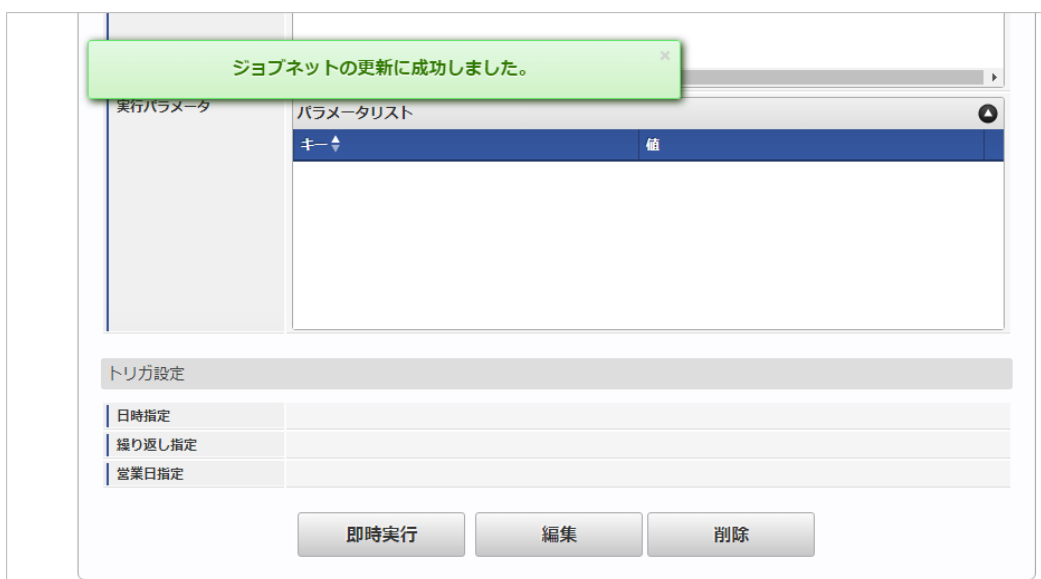 ジョブネットの更新に成功しました。
×
実行パラメータ
パラメータリスト
キー
値
トリガ設定
日時指定
繰り返し指定
営業日指定
即時実行
編集
削除